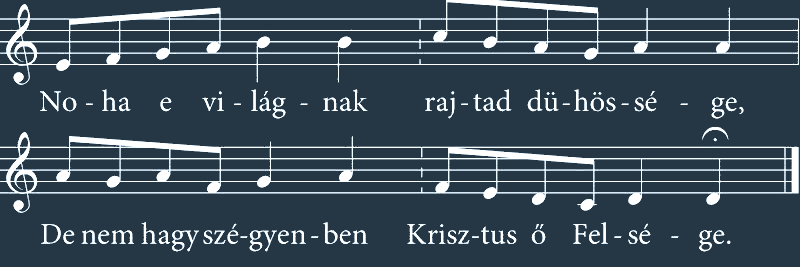 No - ha e vi - lág - nak raj - tad dü - hös - sé - ge,
De nem hagy szé - gyen - ben Krisz - tus ő Fel - sé - ge.